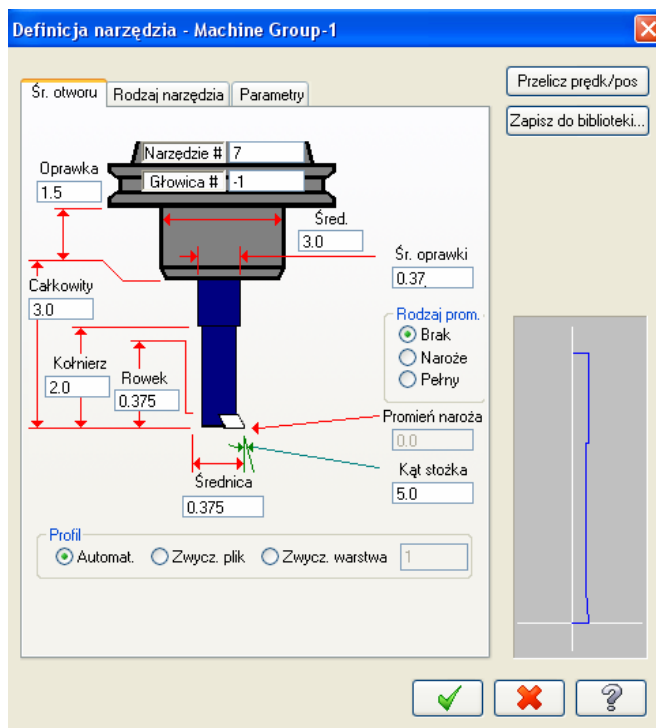 Definicja narzędzia - Machine Group-1
Śr. otworu
Rodzaj narzędzia
Parametry
Przelicz prędk/pos
Zapisz do biblioteki...
Narzędzie # 7
Głowica # -1
Oprawka
1.5
Śred.
3.0
Śr. oprawki
0.37
Całkowity
3.0
Rodzaj prom.
Brak
Naroże
Pełny
Kołnierz
2.0
Rowek
0.375
Promień naroża
0.0
Kąt stożka
5.0
Średnica
0.375
Profil
Automat.
Zwycz. plik
Zwycz. warstwa
1